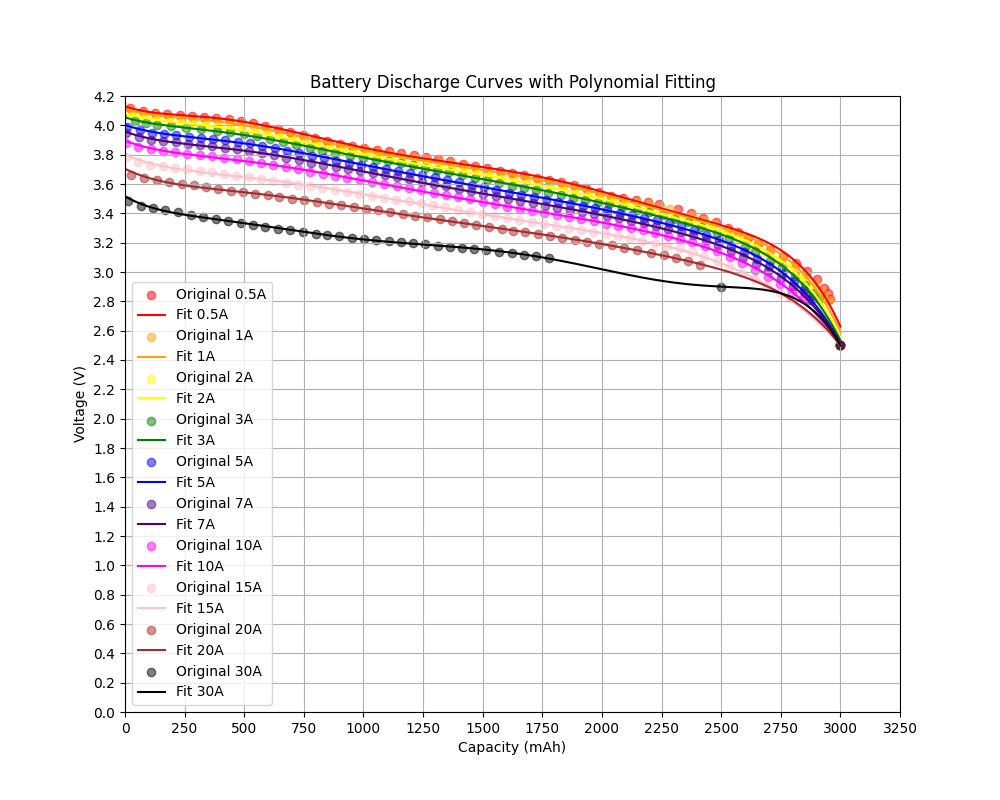 Battery Discharge Curves with Polynomial Fitting
4.2
4.0
3.8
3.6
3.4
3.2
3.0
2.8
2.6
2.4
2.2
2.0
1.8
1.6
1.4
1.2
1.0
0.8
0.6
0.4
0.2
0.0
Voltage (V)
Original 0.5A
Fit 0.5A
Original 1A
Fit 1A
Original 2A
Fit 2A
Original 3A
Fit 3A
Original 5A
Fit 5A
Original 7A
Fit 7A
Original 10A
Fit 10A
Original 15A
Fit 15A
Original 20A
Fit 20A
Original 30A
Fit 30A
0 250 500 750 1000 1250 1500 1750 2000 2250 2500 2750 3000 3250
Capacity (mAh)